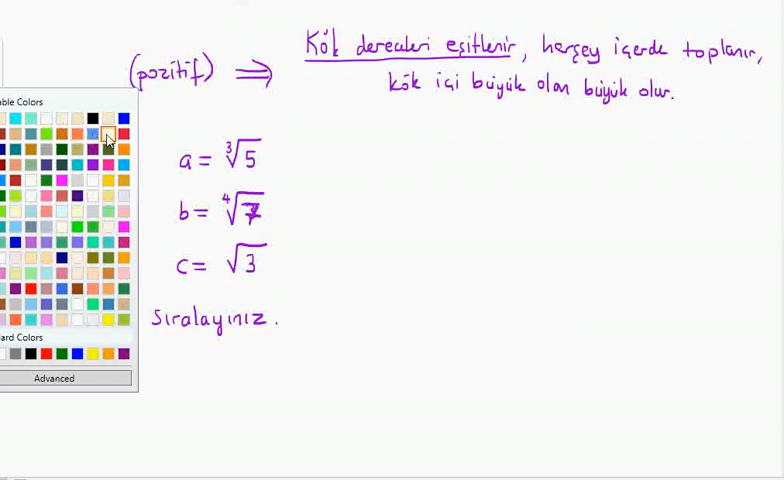 Kök dereceleri eşitlenir, herşey içerde toplanır,
(pozitif) ⇒ kök içi büyük olan büyük olur.
able Colors
a = ∛5
b = ∜7
c = √3
Sıralayınız.
ard Colors
Advanced